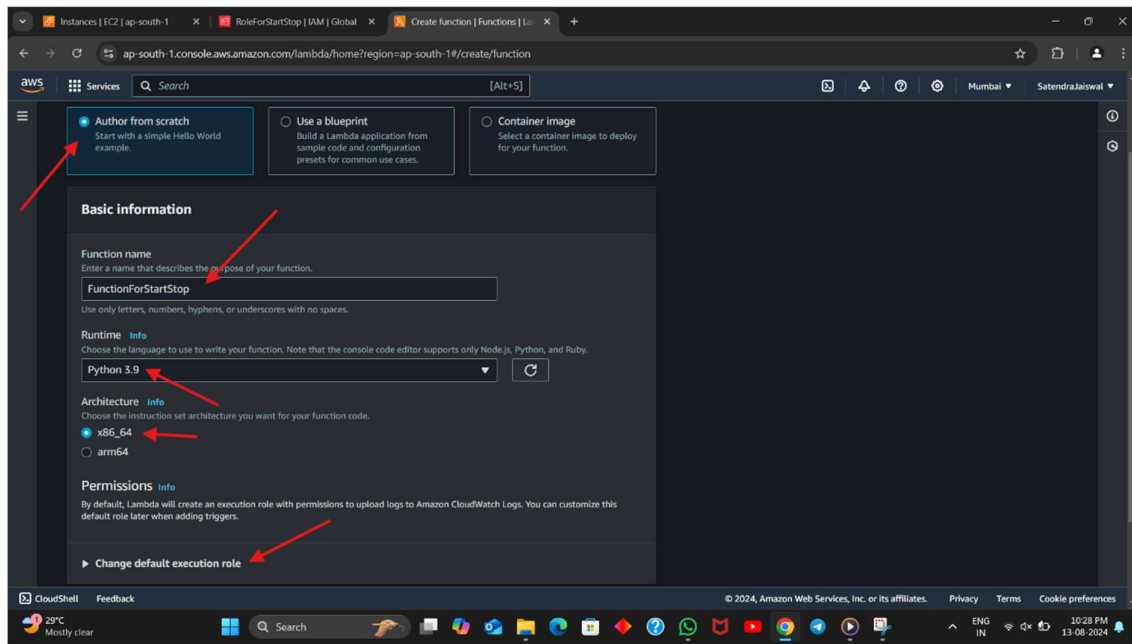 Instances | EC2 | ap-south-1
RoleForStartStop | IAM | Global
Create function | Functions | La
ap-south-1.console.aws.amazon.com/lambda/home?region=ap-south-1#/create/function
aws
Services
Search
[Alt+S]
Mumbai
SatendraJaiswal
Author from scratch
Start with a simple Hello World
example.
Use a blueprint
Build a Lambda application from
sample code and configuration
presets for common use cases.
Container image
Select a container image to deploy
for your function.
Basic information
Function name
Enter a name that describes the purpose of your function.
FunctionForStartStop
Use only letters, numbers, hyphens, or underscores with no spaces.
Runtime Info
Choose the language to use to write your function. Note that the console code editor supports only Node.js, Python, and Ruby.
Python 3.9
Architecture Info
Choose the instruction set architecture you want for your function code.
x86_64
arm64
Permissions Info
By default, Lambda will create an execution role with permissions to upload logs to Amazon CloudWatch Logs. You can customize this
default role later when adding triggers.
Change default execution role
CloudShell Feedback
© 2024, Amazon Web Services, Inc. or its affiliates.
Privacy Terms Cookie preferences
1
29°C
Mostly clear
Search
ENG
IN
10:28 PM
13-08-2024